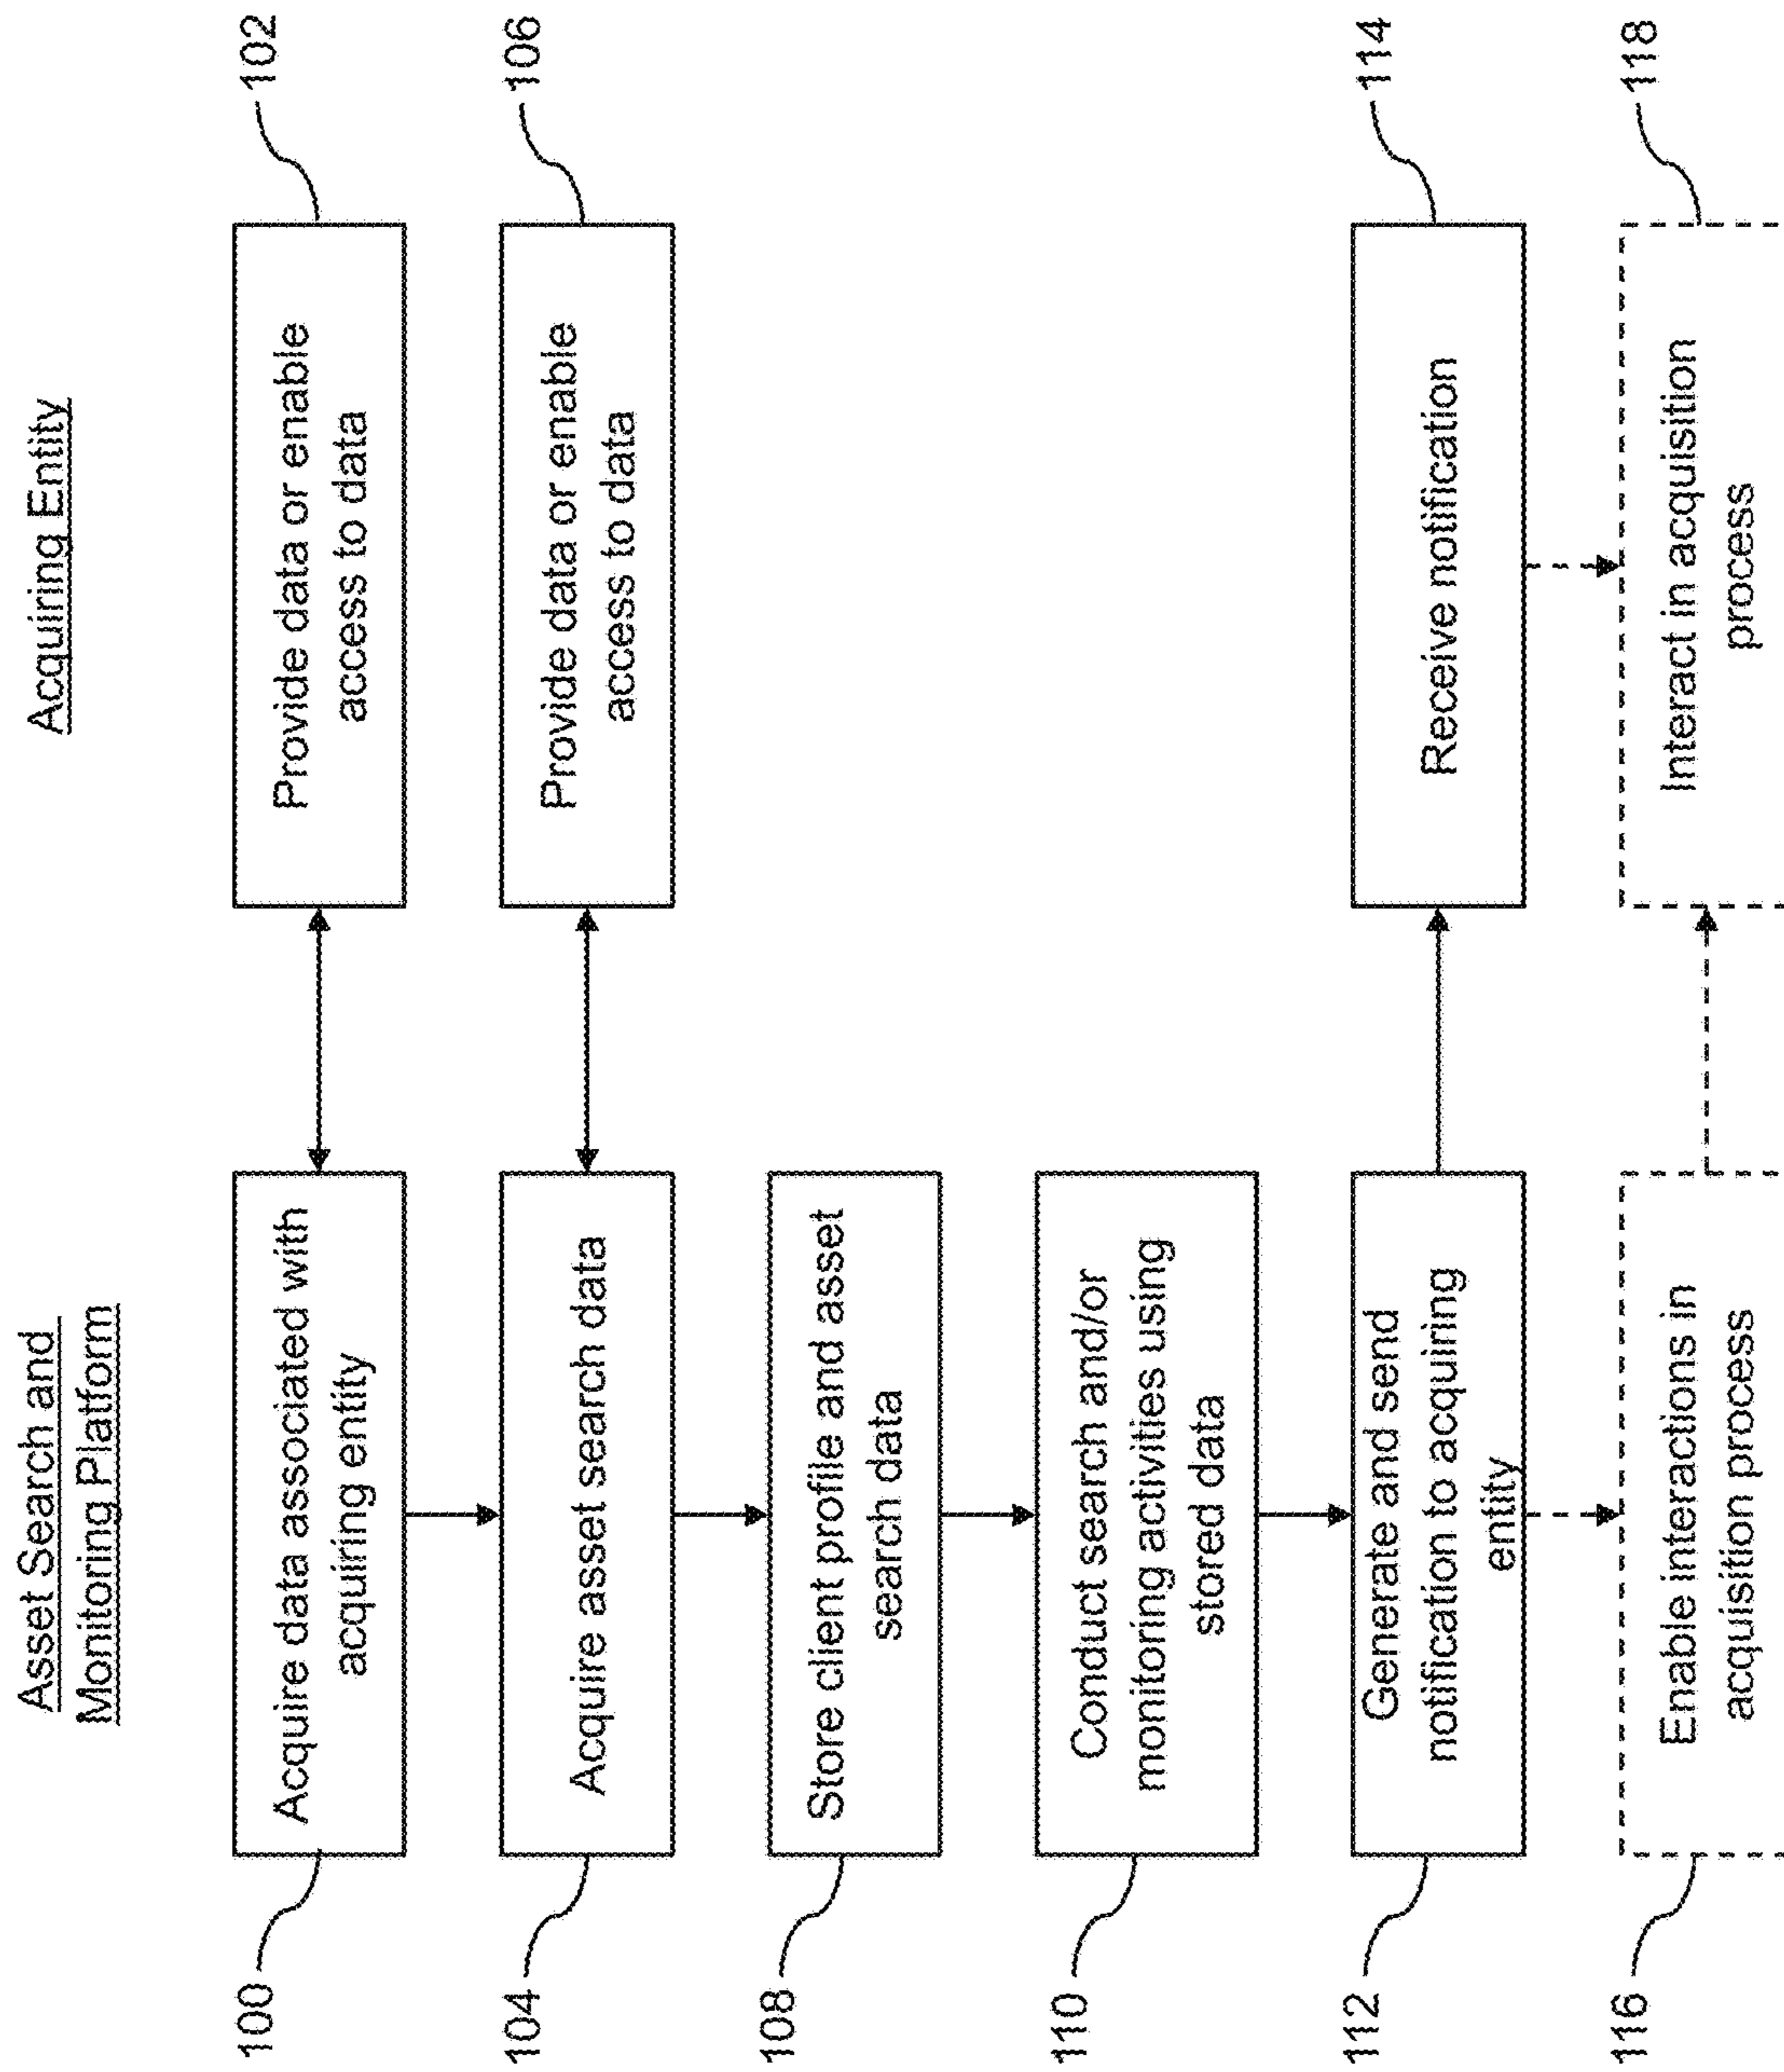 Asset Search and
Monitoring Platform
Acquiring Entity
100
Acquire data associated with
acquiring entity
Provide data or enable
access to data
102
104
Acquire asset search data
Provide data or enable
access to data
106
108
Store client profile and asset
search data
110
Conduct search and/or
monitoring activities using
stored data
112
Generate and send
notification to acquiring
entity
Receive notification
114
116
Enable interactions in
acquisition process
Interact in acquisition
process
118